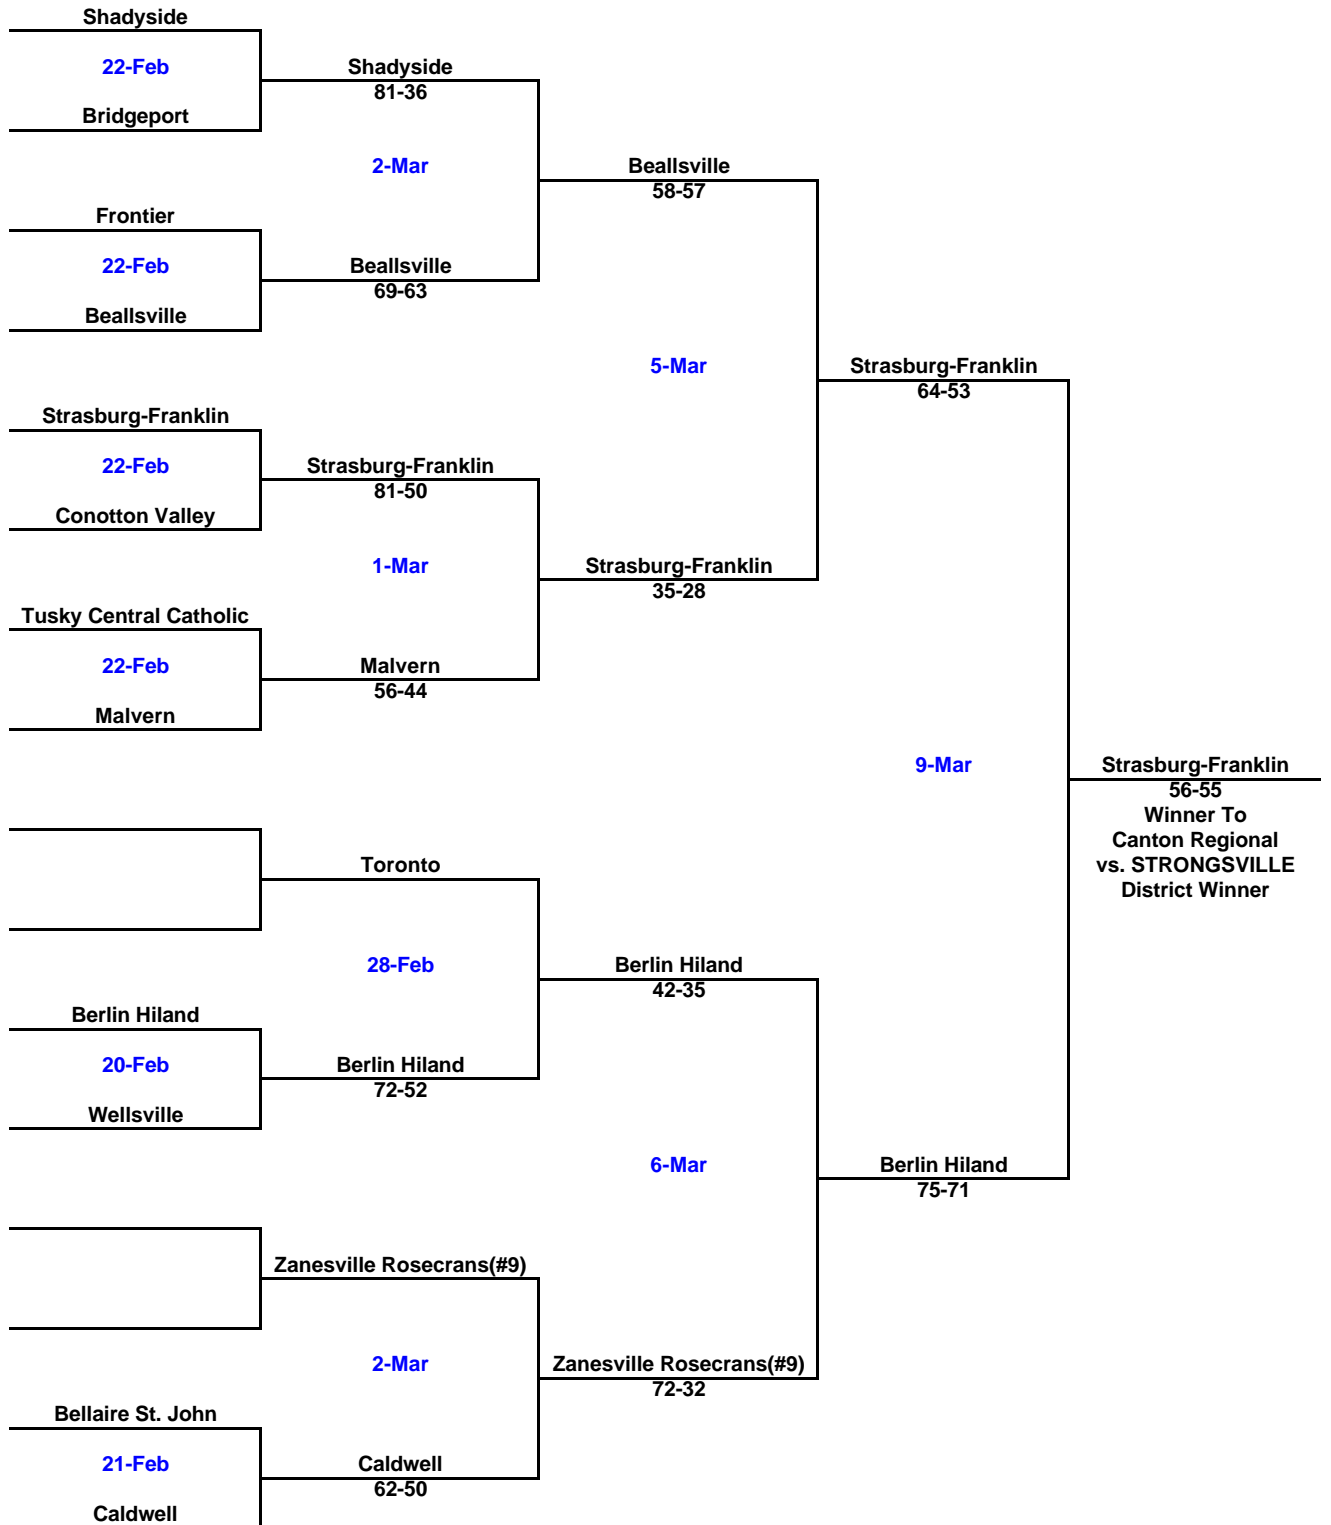 Shadyside
22-Feb
Shadyside
81-36
Bridgeport
2-Mar
Beallsville
58-57
Frontier
22-Feb
Beallsville
69-63
Beallsville
5-Mar
Strasburg-Franklin
64-53
Strasburg-Franklin
22-Feb
Strasburg-Franklin
81-50
Conotton Valley
1-Mar
Strasburg-Franklin
35-28
Tusky Central Catholic
22-Feb
Malvern
56-44
Malvern
9-Mar
Strasburg-Franklin
56-55
Winner To
Canton Regional
vs. STRONGSVILLE
District Winner
Toronto
28-Feb
Berlin Hiland
42-35
Berlin Hiland
20-Feb
Berlin Hiland
72-52
Wellsville
6-Mar
Berlin Hiland
75-71
Zanesville Rosecrans(#9)
2-Mar
Zanesville Rosecrans(#9)
72-32
Bellaire St. John
21-Feb
Caldwell
62-50
Caldwell